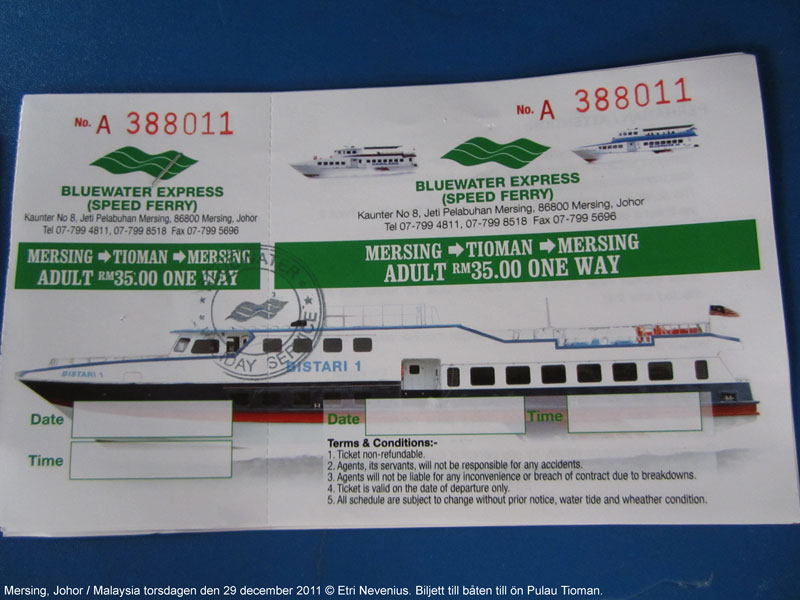 No. A 388011
BLUEWATER EXPRESS
(SPEED FERRY)
Kaunter No 8, Jeti Pelabuhan Mersing, 86800 Mersing, Johor
Tel 07-799 4811, 07-799 8518 Fax 07-799 5696
MERSING ➔ TIOMAN ➔ MERSING
ADULT RM35.00 ONE WAY
BISTARI 1
Date
Time
No. A 388011
BLUEWATER EXPRESS
(SPEED FERRY)
Kaunter No 8, Jeti Pelabuhan Mersing, 86800 Mersing, Johor
Tel 07-799 4811, 07-799 8518 Fax 07-799 5696
MERSING ➔ TIOMAN ➔ MERSING
ADULT RM35.00 ONE WAY
BISTARI 1
Date Time
Terms & Conditions:-
1. Ticket non-refundable.
2. Agents, its servants, will not be responsible for any accidents.
3. Agents will not be liable for any inconvenience or breach of contract due to breakdowns.
4. Ticket is valid on the date of departure only.
5. All schedule are subject to change without prior notice, water tide and wheather condition.
Mersing, Johor / Malaysia torsdagen den 29 december 2011 © Etri Nevenius. Biljett till båten till ön Pulau Tioman.